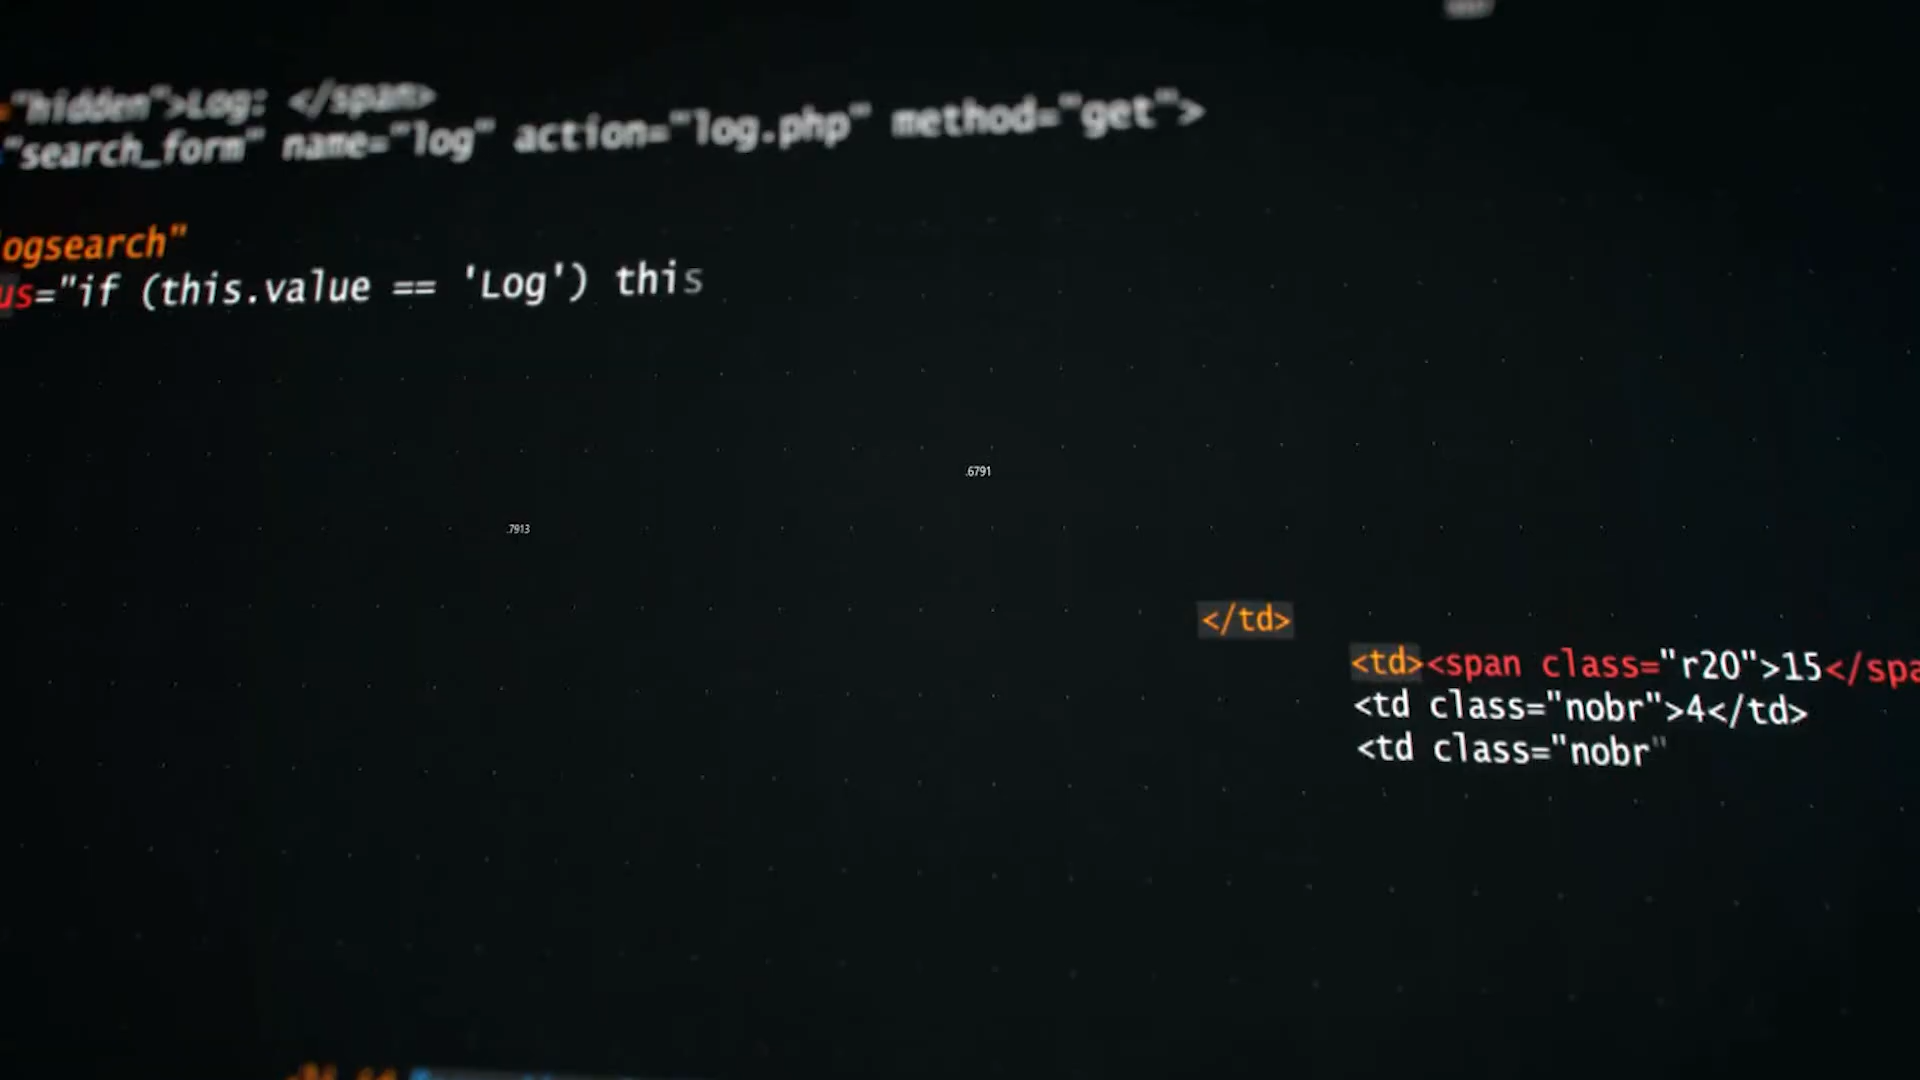 ="hidden">Log: </span>
"search_form" name="log" action="log.php" method="get">
ogsearch"
us="if (this.value == 'Log') this
.6791
.7913
</td>
<td><span class="r20">15</spa
<td class="nobr">4</td>
<td class="nobr"